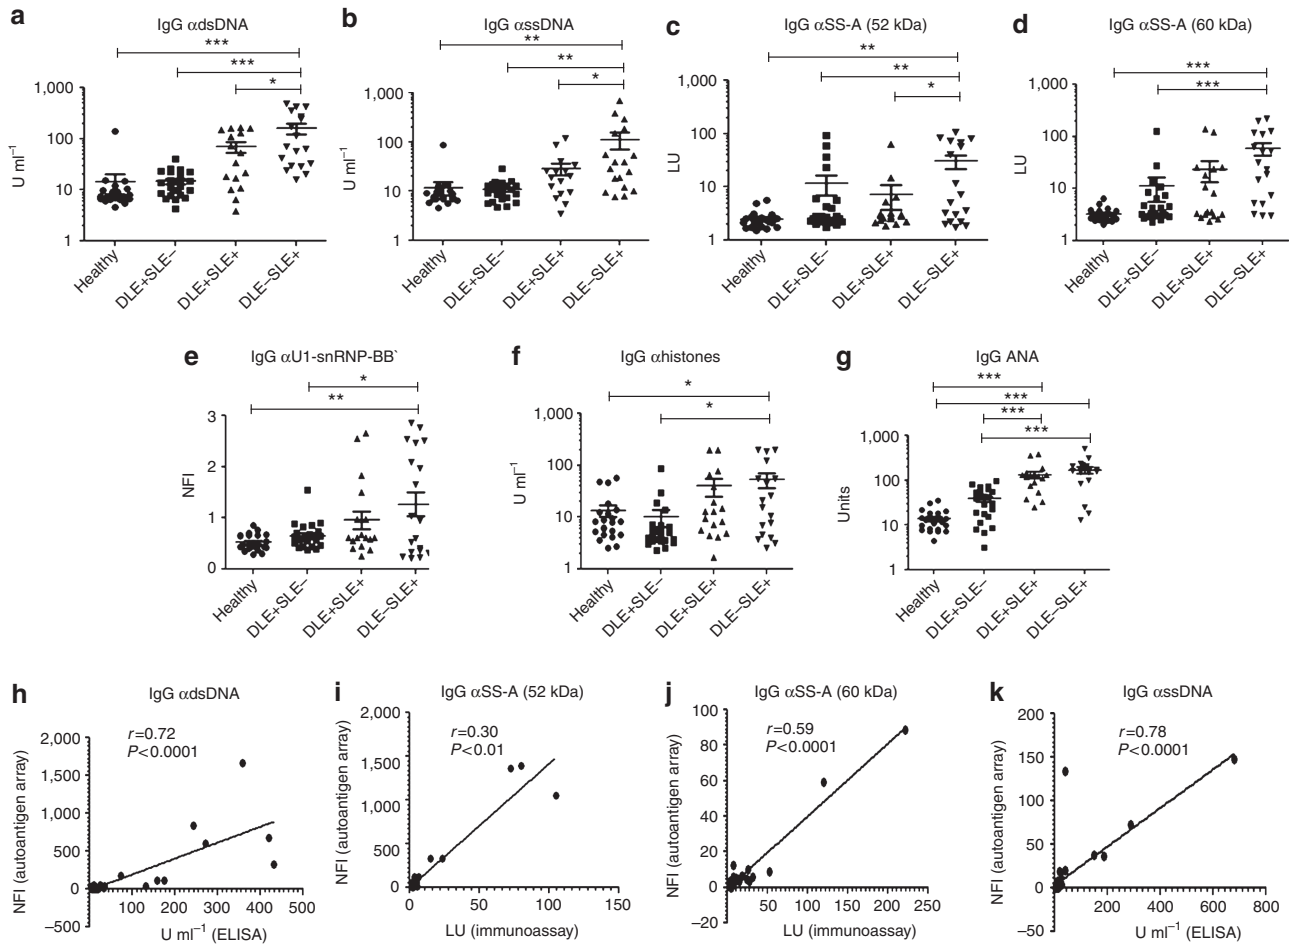 a
IgG αdsDNA
***
***
*
U ml⁻¹
1,000
100
10
1
Healthy
DLE+SLE−
DLE+SLE+
DLE−SLE+
b
IgG αssDNA
**
**
*
U ml⁻¹
1,000
100
10
1
Healthy
DLE+SLE−
DLE+SLE+
DLE−SLE+
c
IgG αSS-A (52 kDa)
**
**
*
LU
1,000
100
10
1
Healthy
DLE+SLE−
DLE+SLE+
DLE−SLE+
d
IgG αSS-A (60 kDa)
***
***
LU
1,000
100
10
1
Healthy
DLE+SLE−
DLE+SLE+
DLE−SLE+
e
IgG αU1-snRNP-BB`
*
**
NFI
3
2
1
0
Healthy
DLE+SLE−
DLE+SLE+
DLE−SLE+
f
IgG αhistones
*
*
U ml⁻¹
1,000
100
10
1
Healthy
DLE+SLE−
DLE+SLE+
DLE−SLE+
g
IgG ANA
***
***
***
***
Units
1,000
100
10
1
Healthy
DLE+SLE−
DLE+SLE+
DLE−SLE+
h
IgG αdsDNA
r=0.72
P<0.0001
NFI (autoantigen array)
2,000
1,500
1,000
500
0
−500
100 200 300 400 500
U ml⁻¹ (ELISA)
i
IgG αSS-A (52 kDa)
r=0.30
P<0.01
NFI (autoantigen array)
2,000
1,500
1,000
500
0
0 50 100 150
LU (immunoassay)
j
IgG αSS-A (60 kDa)
r=0.59
P<0.0001
NFI (autoantigen array)
100
80
60
40
20
0
−20
50 100 150 200 250
LU (immunoassay)
k
IgG αssDNA
r=0.78
P<0.0001
NFI (autoantigen array)
200
150
100
50
0
−50
200 400 600 800
U ml⁻¹ (ELISA)